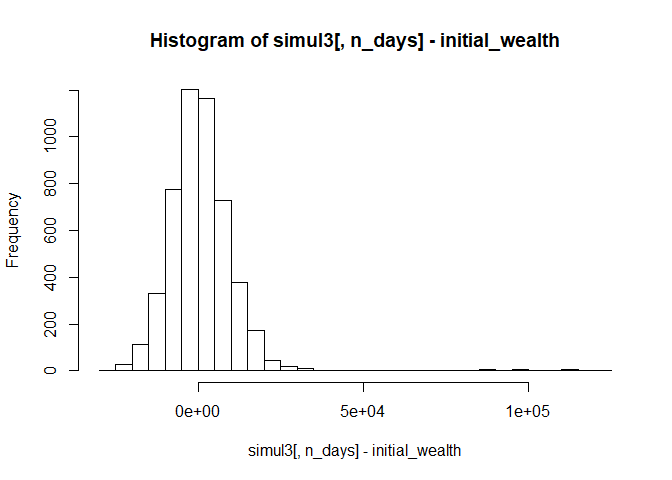 Histogram of simul3[, n_days] - initial_wealth
Frequency
1000
800
600
400
200
0
0e+00 5e+04 1e+05
simul3[, n_days] - initial_wealth